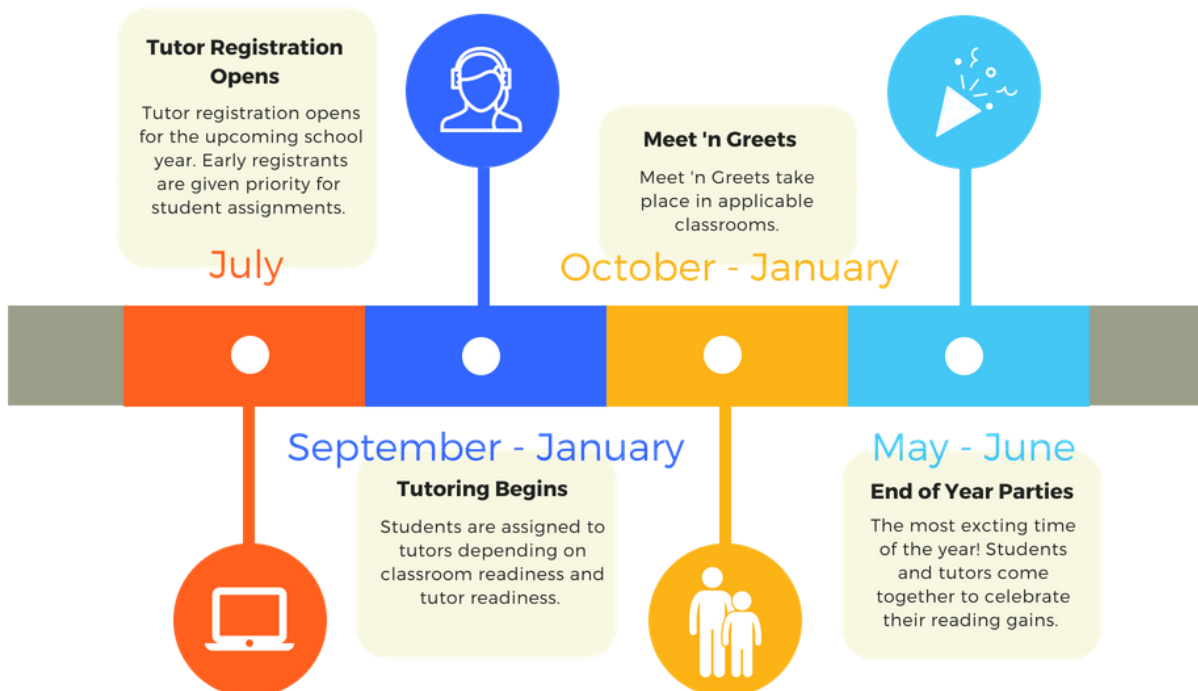 Tutor Registration
Opens
Tutor registration opens
for the upcoming school
year. Early registrants
are given priority for
student assignments.
July
September - January
Tutoring Begins
Students are assigned to
tutors depending on
classroom readiness and
tutor readiness.
Meet 'n Greets
Meet 'n Greets take
place in applicable
classrooms.
October - January
May - June
End of Year Parties
The most excting time
of the year! Students
and tutors come
together to celebrate
their reading gains.